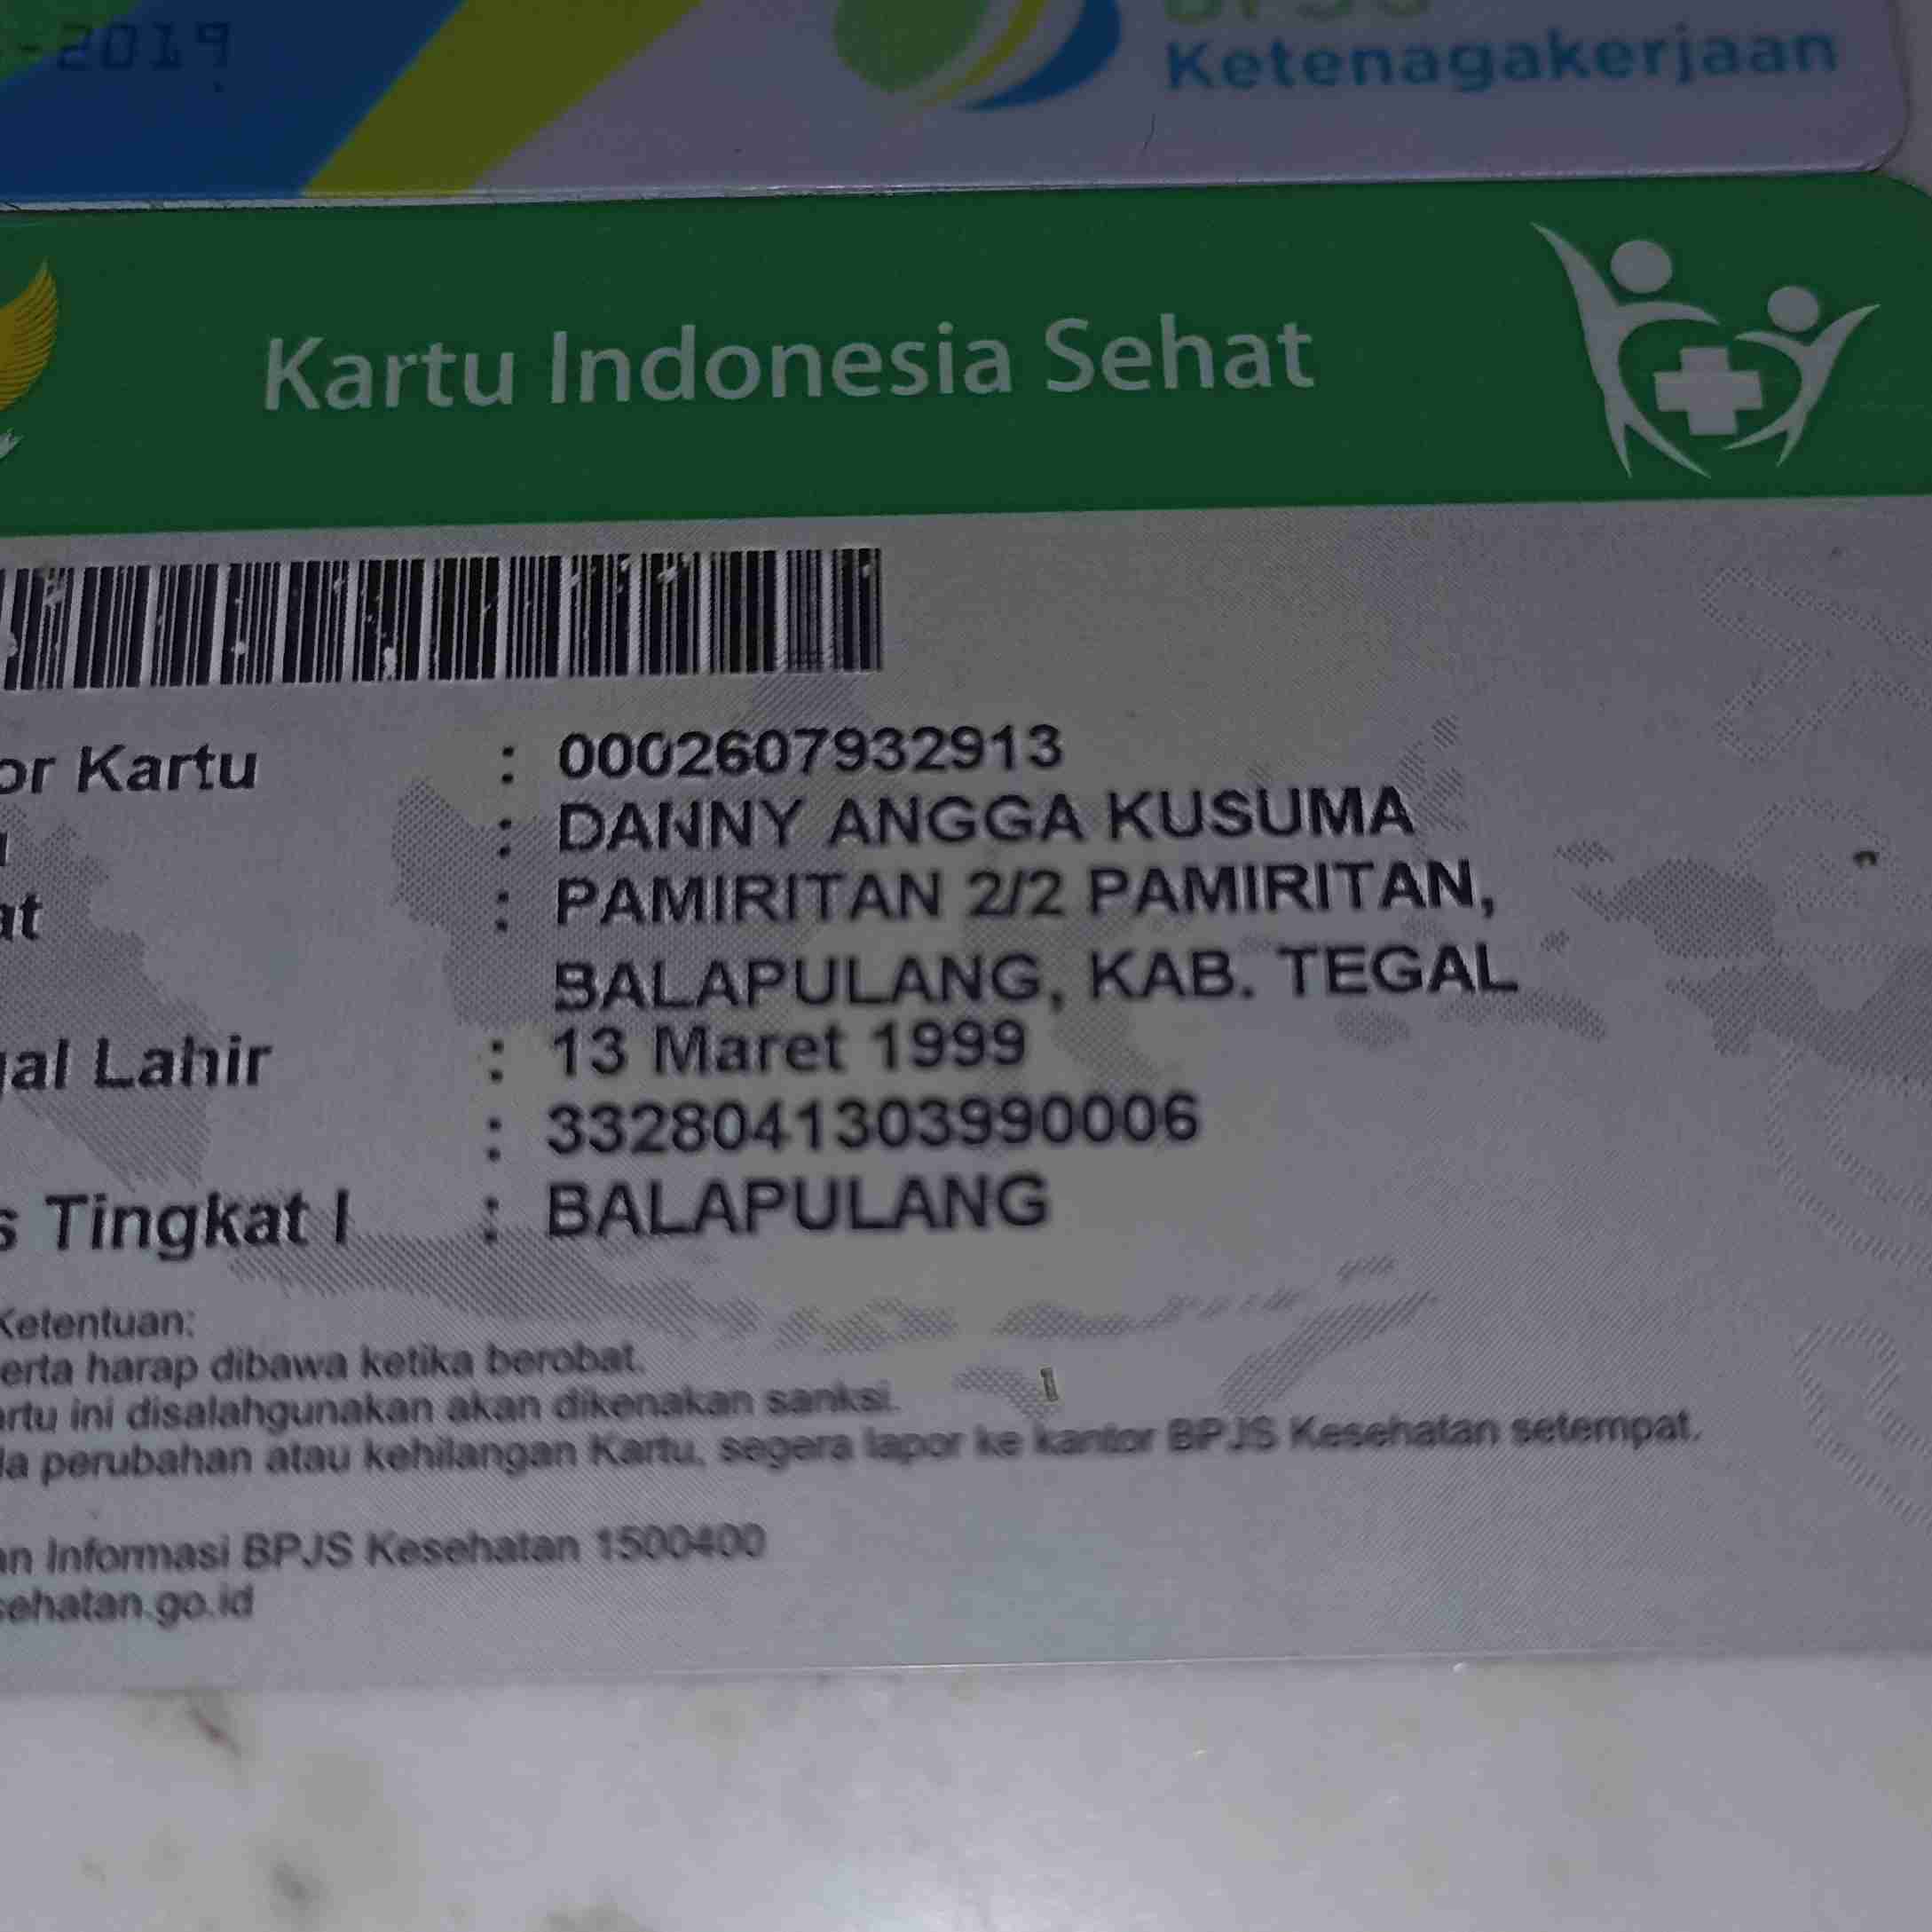 -2019
BPJS
Ketenagakerjaan
Kartu Indonesia Sehat
or Kartu : 0002607932913
: DANNY ANGGA KUSUMA
at : PAMIRITAN 2/2 PAMIRITAN,
BALAPULANG, KAB. TEGAL
gal Lahir : 13 Maret 1999
: 3328041303990006
s Tingkat I : BALAPULANG
Ketentuan:
erta harap dibawa ketika berobat.
artu ini disalahgunakan akan dikenakan sanksi.
da perubahan atau kehilangan Kartu, segera lapor ke kantor BPJS Kesehatan setempat.
an Informasi BPJS Kesehatan 1500400
sehatan.go.id